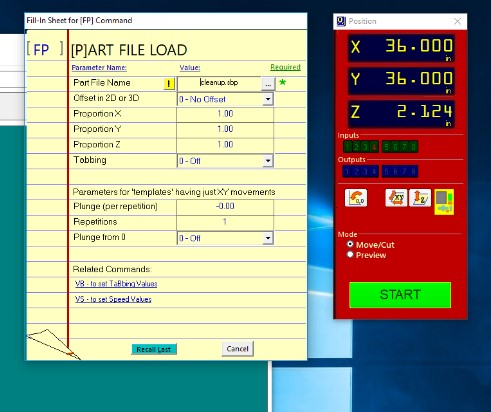 Fill-In Sheet for [FP] Command
[ FP ] [P]ART FILE LOAD
Parameter Name: Value: Required
Part File Name I cleanup.sbp ... *
Offset in 2D or 3D 0 - No Offset
Proportion X 1.00
Proportion Y 1.00
Proportion Z 1.00
Tabbing 0 - Off
Parameters for 'templates' having just XY movements
Plunge (per repetition) -0.00
Repetitions 1
Plunge from 0 0 - Off
Related Commands:
VB - to set TaBbing Values
VS - to set Speed Values
Recall Last Cancel
Position
X 36.000 in
Y 36.000 in
Z 2.124 in
Inputs
1 2 3 4 5 6 7 8
Outputs
1 2 3 4 5 6 7 8
0,0 XY Z
Mode
Move/Cut
Preview
START